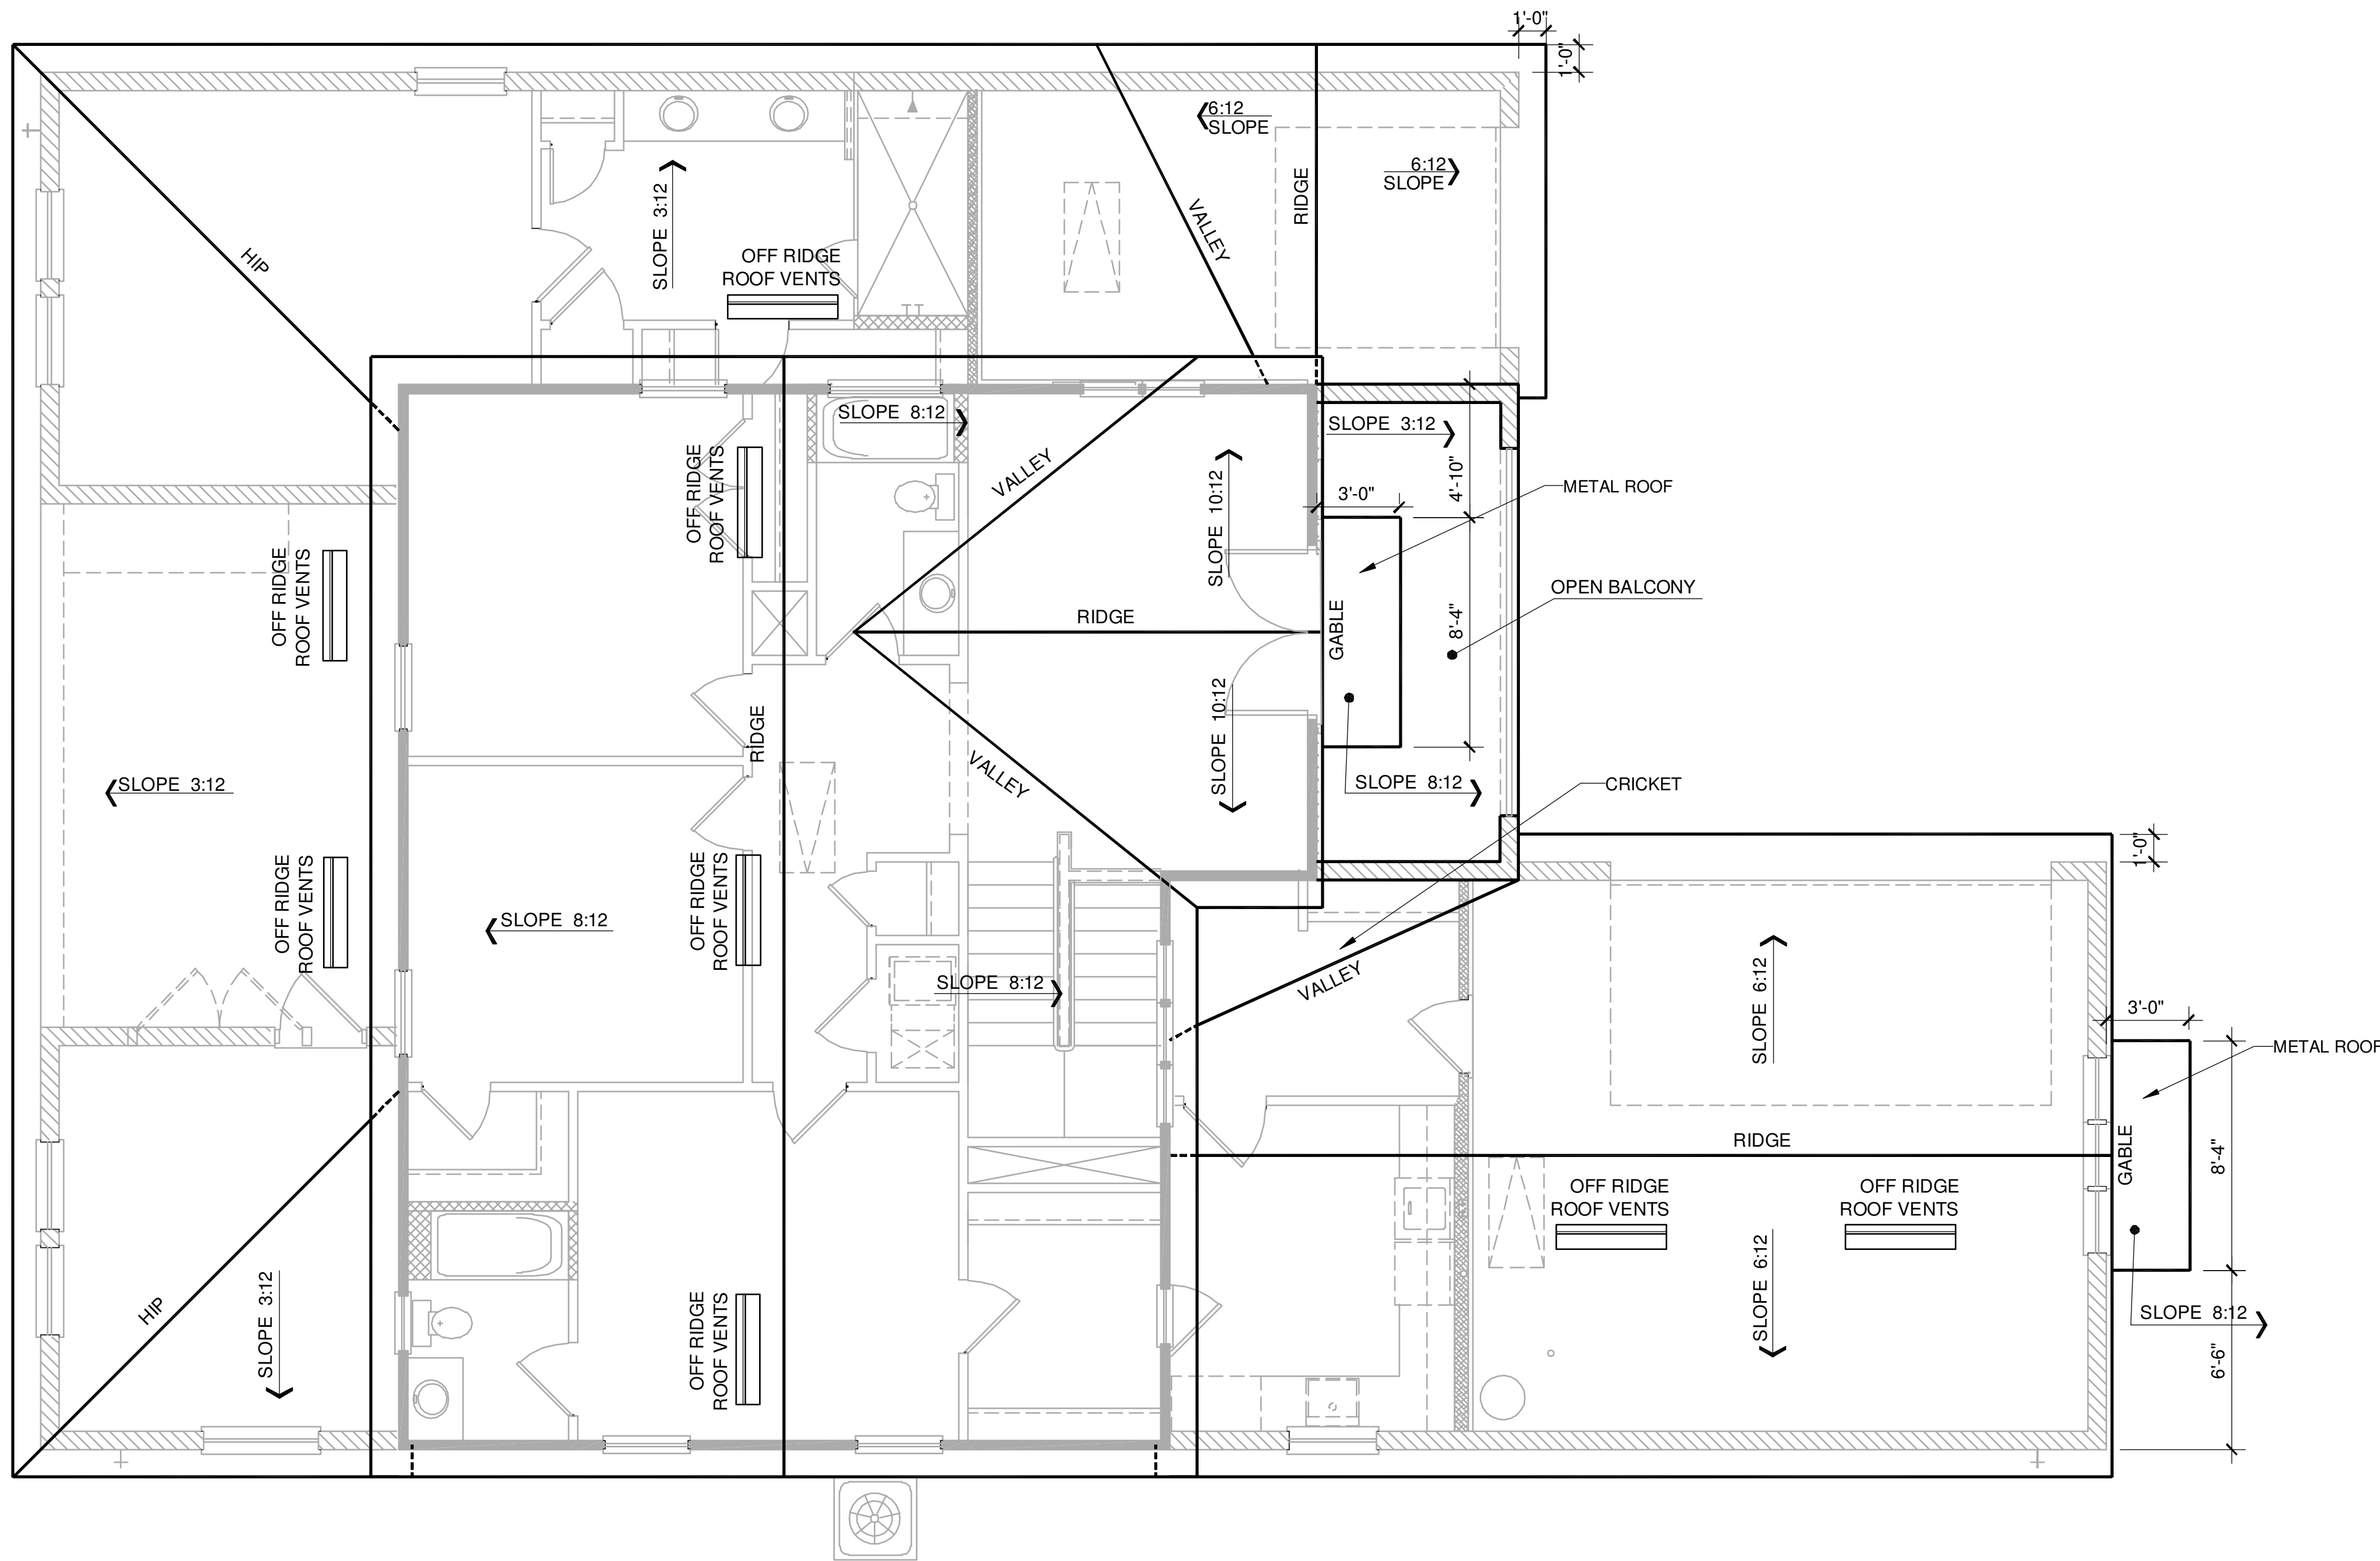 1'-0"
1'-0"
6:12
SLOPE
6:12
SLOPE
RIDGE
VALLEY
HIP
SLOPE 3:12
OFF RIDGE
ROOF VENTS
SLOPE 8:12
SLOPE 3:12
VALLEY
OFF RIDGE
ROOF VENTS
SLOPE 10:12
3'-0"
4'-10"
METAL ROOF
OFF RIDGE
ROOF VENTS
OPEN BALCONY
RIDGE
GABLE
8'-4"
RIDGE
SLOPE 10:12
VALLEY
SLOPE 3:12
SLOPE 8:12
CRICKET
1'-0"
OFF RIDGE
ROOF VENTS
OFF RIDGE
ROOF VENTS
SLOPE 8:12
SLOPE 8:12
VALLEY
SLOPE 6:12
3'-0"
METAL ROOF
RIDGE
GABLE
8'-4"
OFF RIDGE
ROOF VENTS
OFF RIDGE
ROOF VENTS
HIP
SLOPE 3:12
OFF RIDGE
ROOF VENTS
SLOPE 6:12
SLOPE 8:12
6'-6"